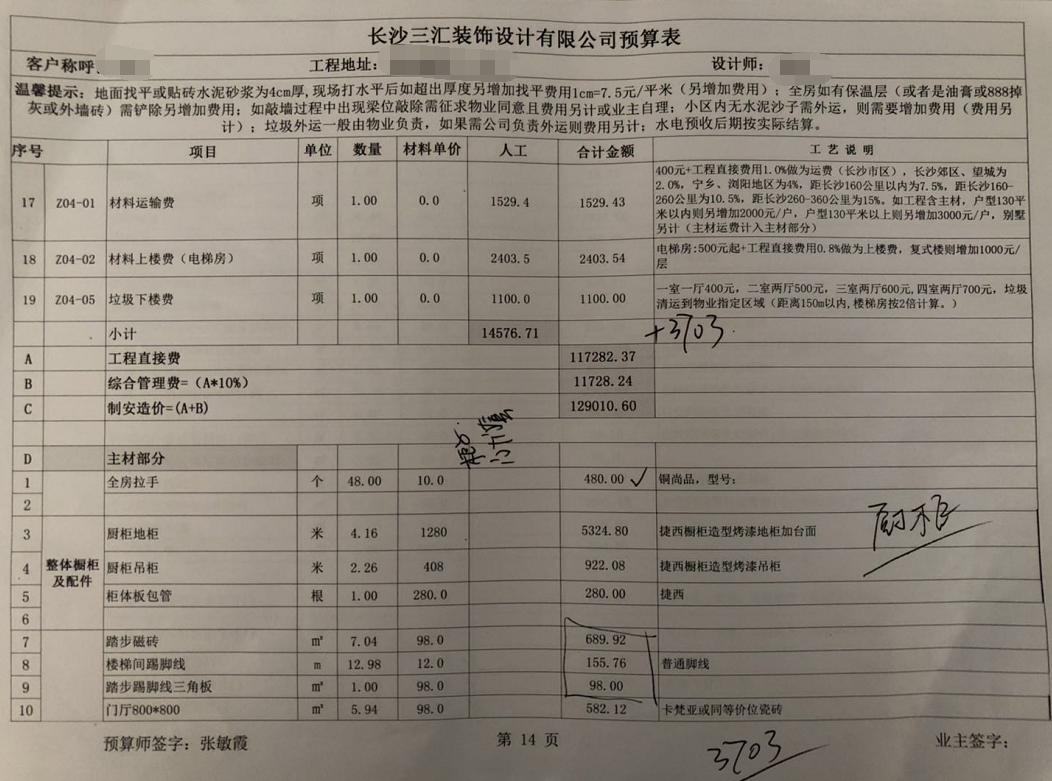 长沙三汇装饰设计有限公司预算表
客户称呼: 工程地址: 设计师:
温馨提示：地面找平或贴砖水泥砂浆为4cm厚，现场打水平后如超出厚度另增加找平费用1cm=7.5元/平米（另增加费用）；全房如有保温层（或者是油膏或888掉
灰或外墙砖）需铲除另增加费用；如敲墙过程中出现梁位敲除需征求物业同意且费用另计或业主自理；小区内无水泥沙子需外运，则需要增加费用（费用另
计）；垃圾外运一般由物业负责，如果需公司负责外运则费用另计；水电预收后期按实际结算。
序号 项目 单位 数量 材料单价 人工 合计金额 工艺说明
17 Z04-01 材料运输费 项 1.00 0.0 1529.4 1529.43
400元+工程直接费用1.0%做为运费（长沙市区），长沙郊区、望城为
2.0%，宁乡、浏阳地区为4%，距长沙160公里以内为7.5%，距长沙160-
260公里为10.5%，距长沙260-360公里为15%。如工程含主材，户型130平
米以内则另增加2000元/户，户型130平米以上则另增加3000元/户，别墅
另计（主材运费计入主材部分）
18 Z04-02 材料上楼费（电梯房） 项 1.00 0.0 2403.5 2403.54
电梯房:500元起+工程直接费用0.8%做为上楼费，复式楼则增加1000元/
层
19 Z04-05 垃圾下楼费 项 1.00 0.0 1100.0 1100.00
一室一厅400元，二室两厅500元，三室两厅600元，四室两厅700元，垃圾
清运到物业指定区域（距离150m以内,楼梯房按2倍计算。）
小计 14576.71
+3703
A 工程直接费 117282.37
B 综合管理费=（A*10%） 11728.24
C 制安造价=(A+B) 129010.60
D 主材部分
1 全房拉手 个 48.00 10.0 480.00 铜尚品，型号:
2
3 厨柜地柜 米 4.16 1280 5324.80 捷西橱柜造型烤漆地柜加台面
厨柜
整体橱柜
及配件
4 厨柜吊柜 米 2.26 408 922.08 捷西橱柜造型烤漆吊柜
5 柜体板包管 根 1.00 280.0 280.00 捷西
6
7 踏步磁砖 m² 7.04 98.0 689.92
8 楼梯间踢脚线 m 12.98 12.0 155.76 普通脚线
9 踏步踢脚线三角板 m² 1.00 98.0 98.00
10 门厅800*800 m² 5.94 98.0 582.12 卡梵亚或同等价位瓷砖
预算师签字：张敏霞 第 14 页 业主签字:
3703